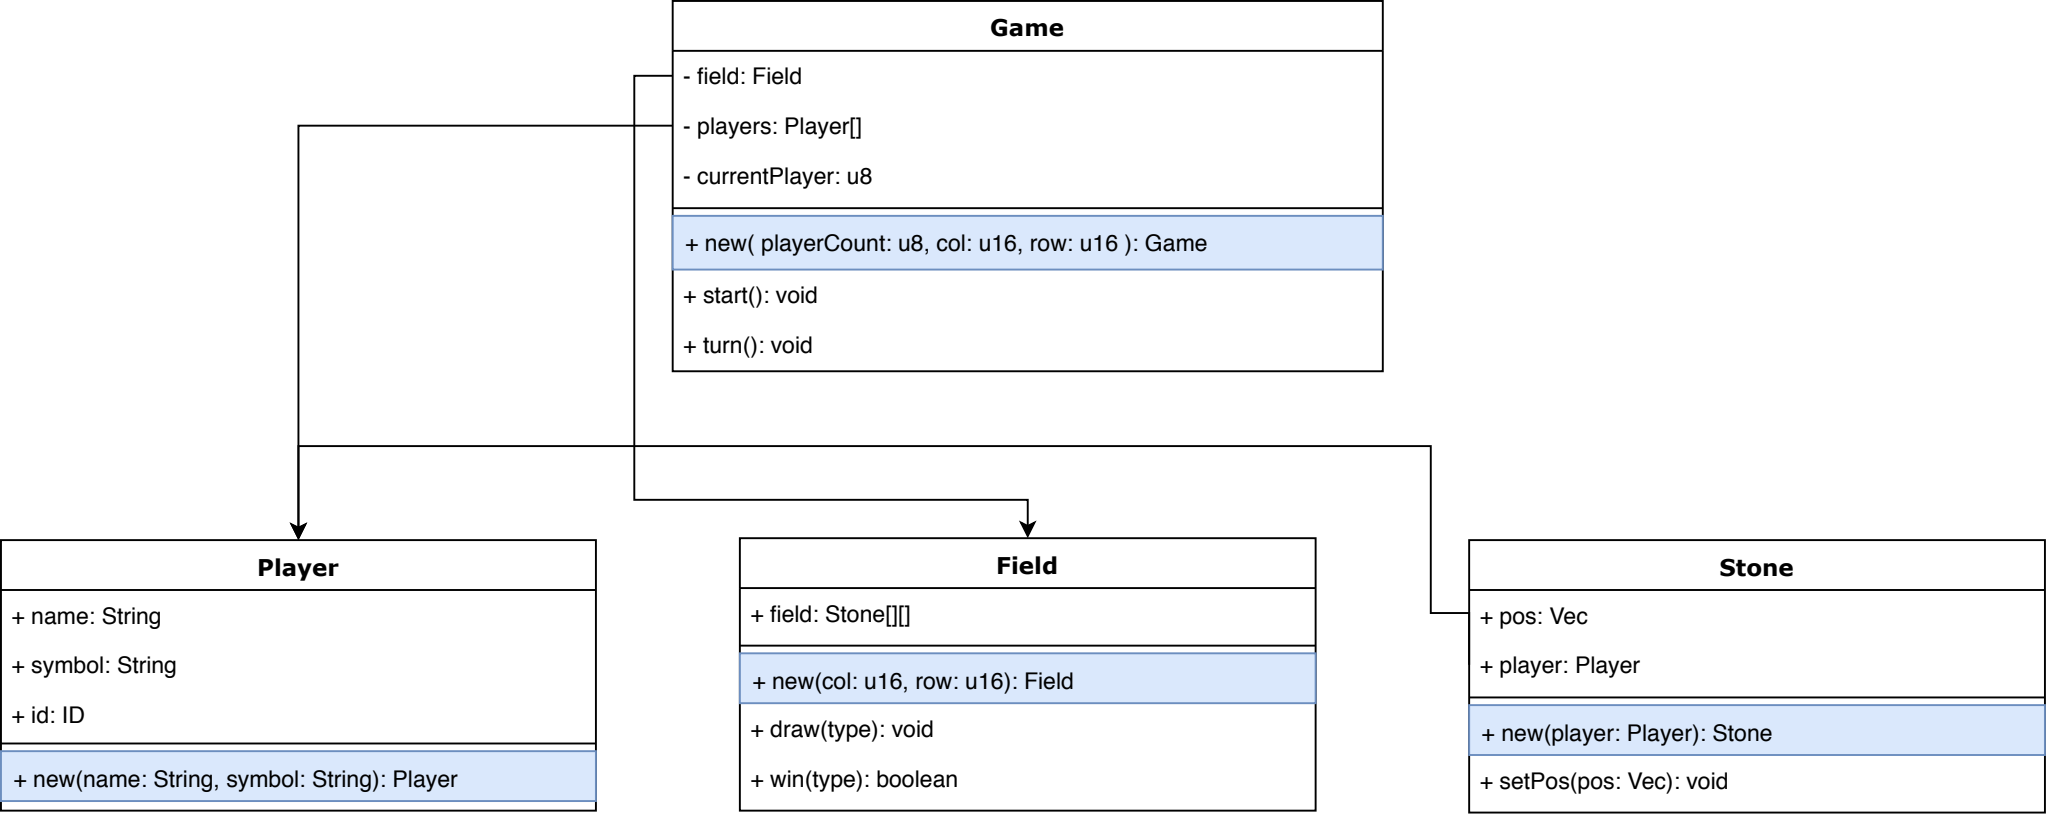 Game
- field: Field
- players: Player[]
- currentPlayer: u8
+ new( playerCount: u8, col: u16, row: u16 ): Game
+ start(): void
+ turn(): void
Player
+ name: String
+ symbol: String
+ id: ID
+ new(name: String, symbol: String): Player
Field
+ field: Stone[][]
+ new(col: u16, row: u16): Field
+ draw(type): void
+ win(type): boolean
Stone
+ pos: Vec
+ player: Player
+ new(player: Player): Stone
+ setPos(pos: Vec): void